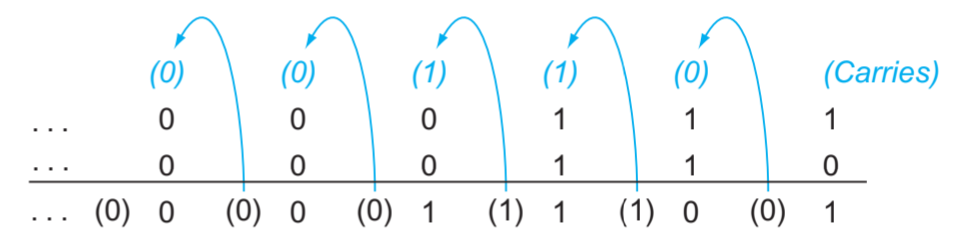 (0) (0) (1) (1) (0) (Carries)
. . . 0 0 0 1 1 1
. . . 0 0 0 1 1 0
. . . (0) 0 (0) 0 (0) 1 (1) 1 (1) 0 (0) 1